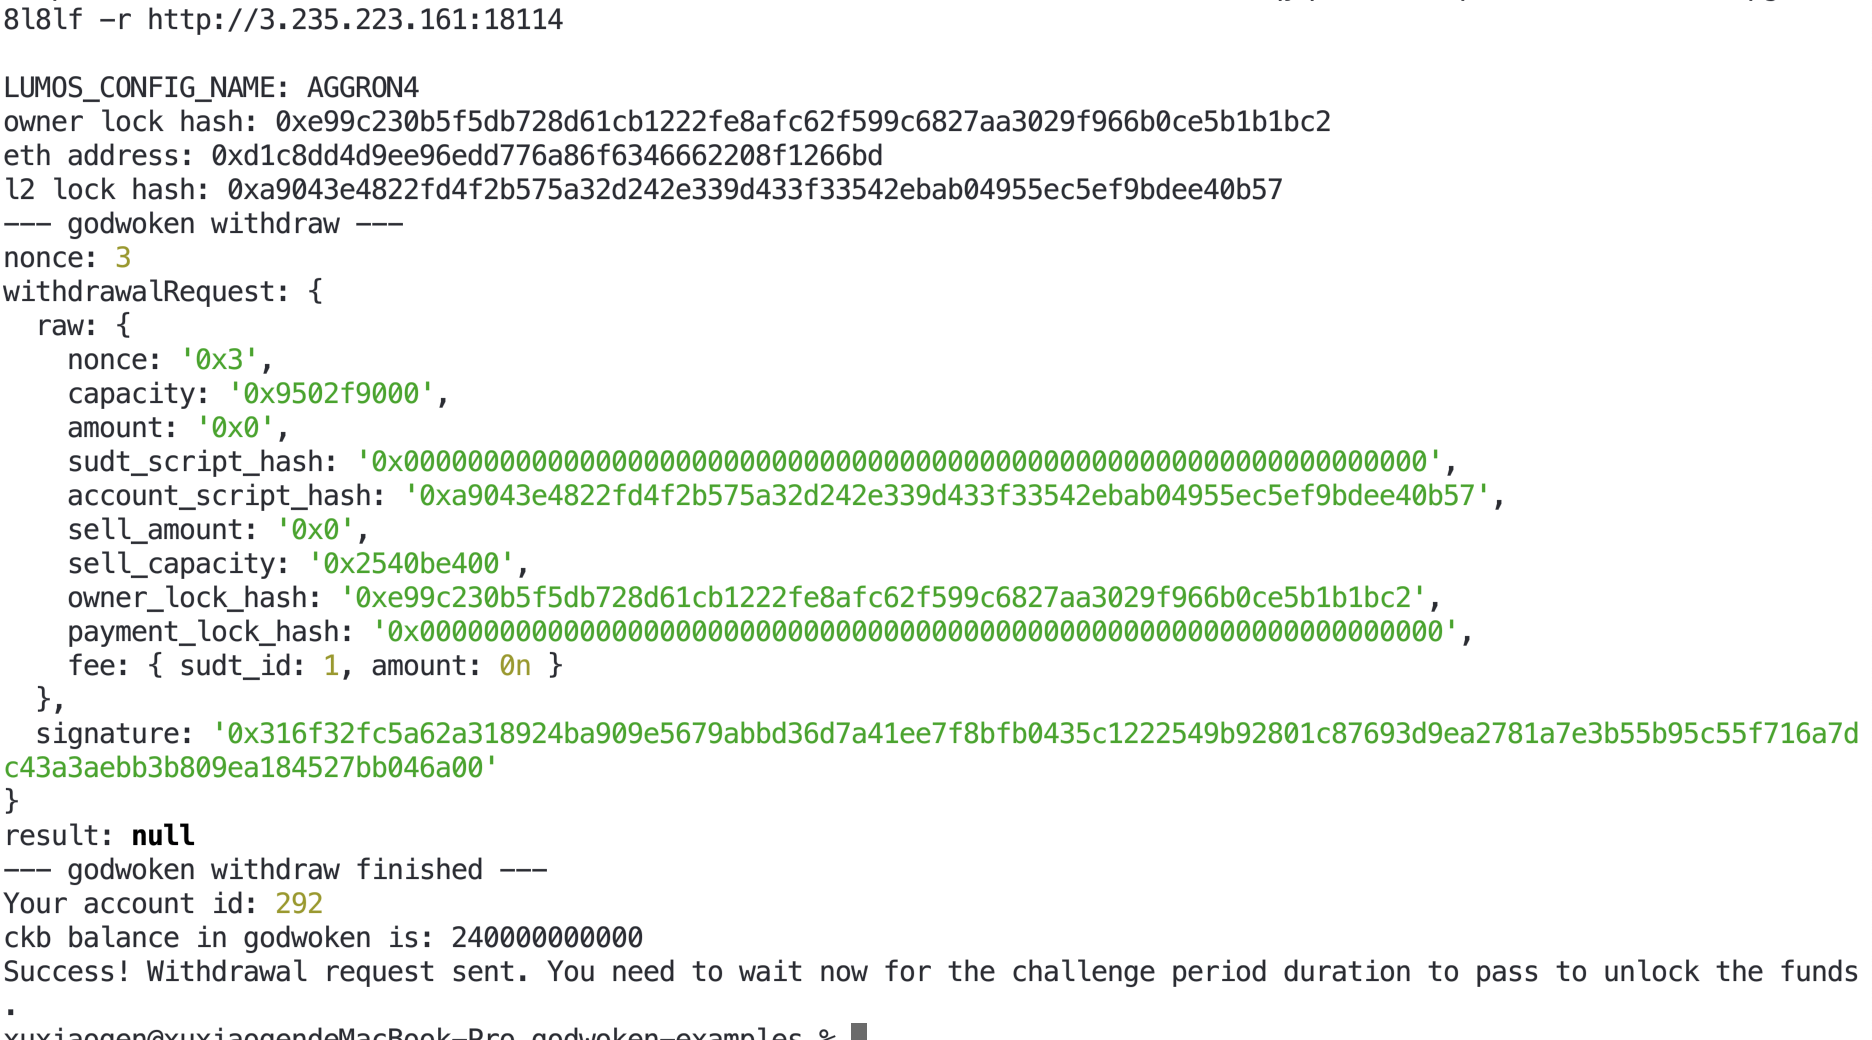 8l8lf -r http://3.235.223.161:18114
LUMOS_CONFIG_NAME: AGGRON4
owner lock hash: 0xe99c230b5f5db728d61cb1222fe8afc62f599c6827aa3029f966b0ce5b1b1bc2
eth address: 0xd1c8dd4d9ee96edd776a86f6346662208f1266bd
l2 lock hash: 0xa9043e4822fd4f2b575a32d242e339d433f33542ebab04955ec5ef9bdee40b57
--- godwoken withdraw ---
nonce: 3
withdrawalRequest: {
  raw: {
    nonce: '0x3',
    capacity: '0x9502f9000',
    amount: '0x0',
    sudt_script_hash: '0x0000000000000000000000000000000000000000000000000000000000000000',
    account_script_hash: '0xa9043e4822fd4f2b575a32d242e339d433f33542ebab04955ec5ef9bdee40b57',
    sell_amount: '0x0',
    sell_capacity: '0x2540be400',
    owner_lock_hash: '0xe99c230b5f5db728d61cb1222fe8afc62f599c6827aa3029f966b0ce5b1b1bc2',
    payment_lock_hash: '0x0000000000000000000000000000000000000000000000000000000000000000',
    fee: { sudt_id: 1, amount: 0n }
  },
  signature: '0x316f32fc5a62a318924ba909e5679abbd36d7a41ee7f8bfb0435c1222549b92801c87693d9ea2781a7e3b55b95c55f716a7d
c43a3aebb3b809ea184527bb046a00'
}
result: null
--- godwoken withdraw finished ---
Your account id: 292
ckb balance in godwoken is: 240000000000
Success! Withdrawal request sent. You need to wait now for the challenge period duration to pass to unlock the funds
.
xuxiaogen@xuxiaogendeMacBook-Pro godwoken-examples %